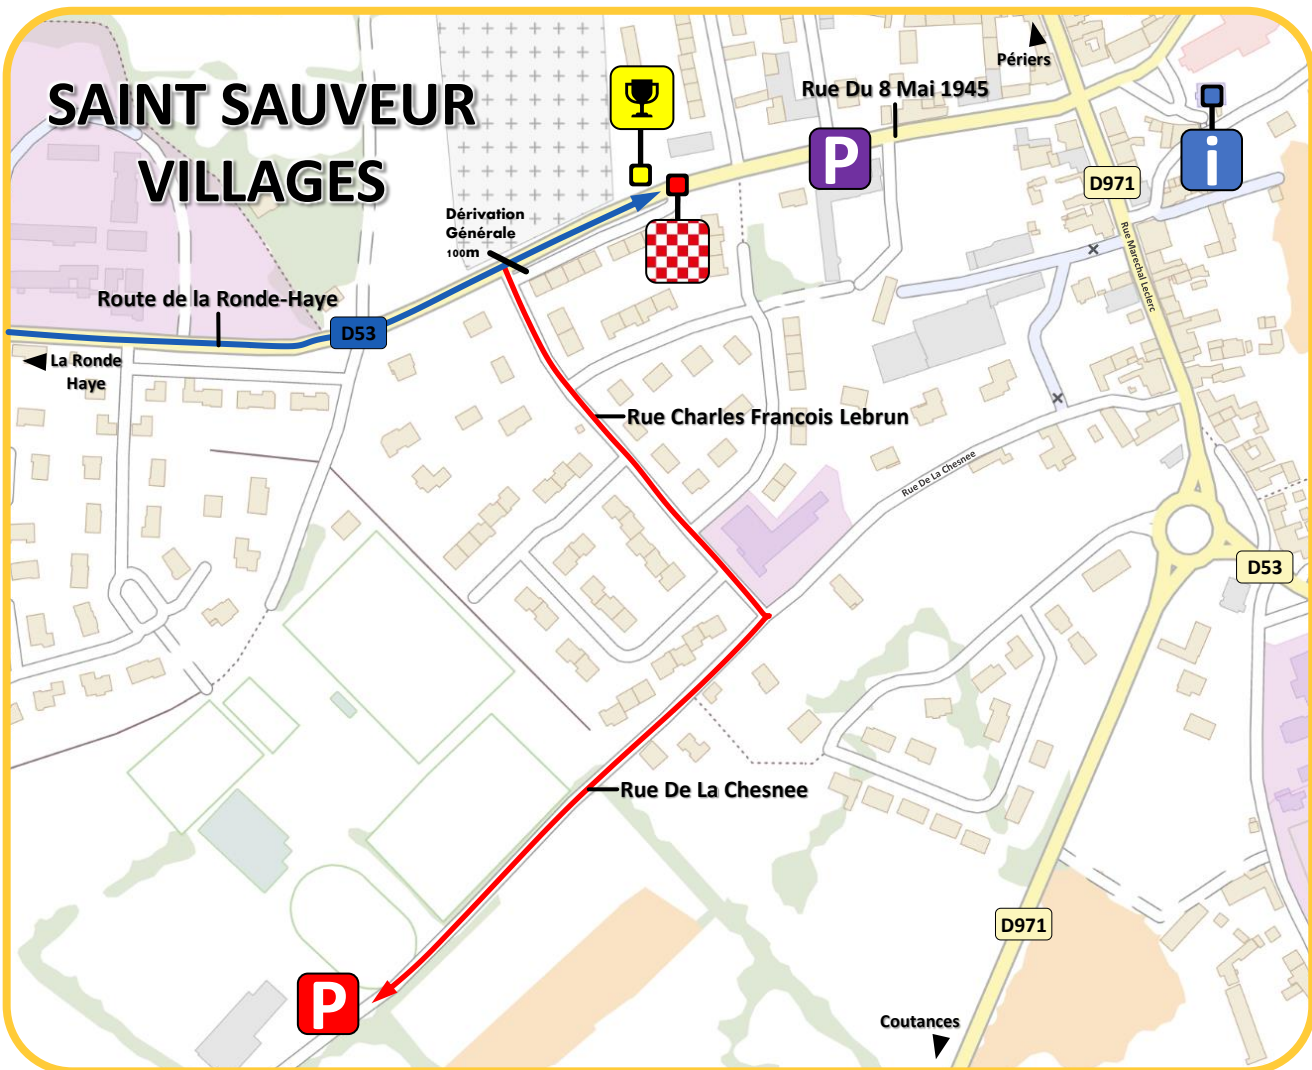 SAINT SAUVEUR
VILLAGES
Périers
Rue Du 8 Mai 1945
P
i
D971
Dérivation
Générale
100m
Rue Marechal Leclerc
Route de la Ronde-Haye
D53
La Ronde
Haye
Rue Charles Francois Lebrun
Rue De La Chesnee
D53
Rue De La Chesnee
D971
P
Coutances